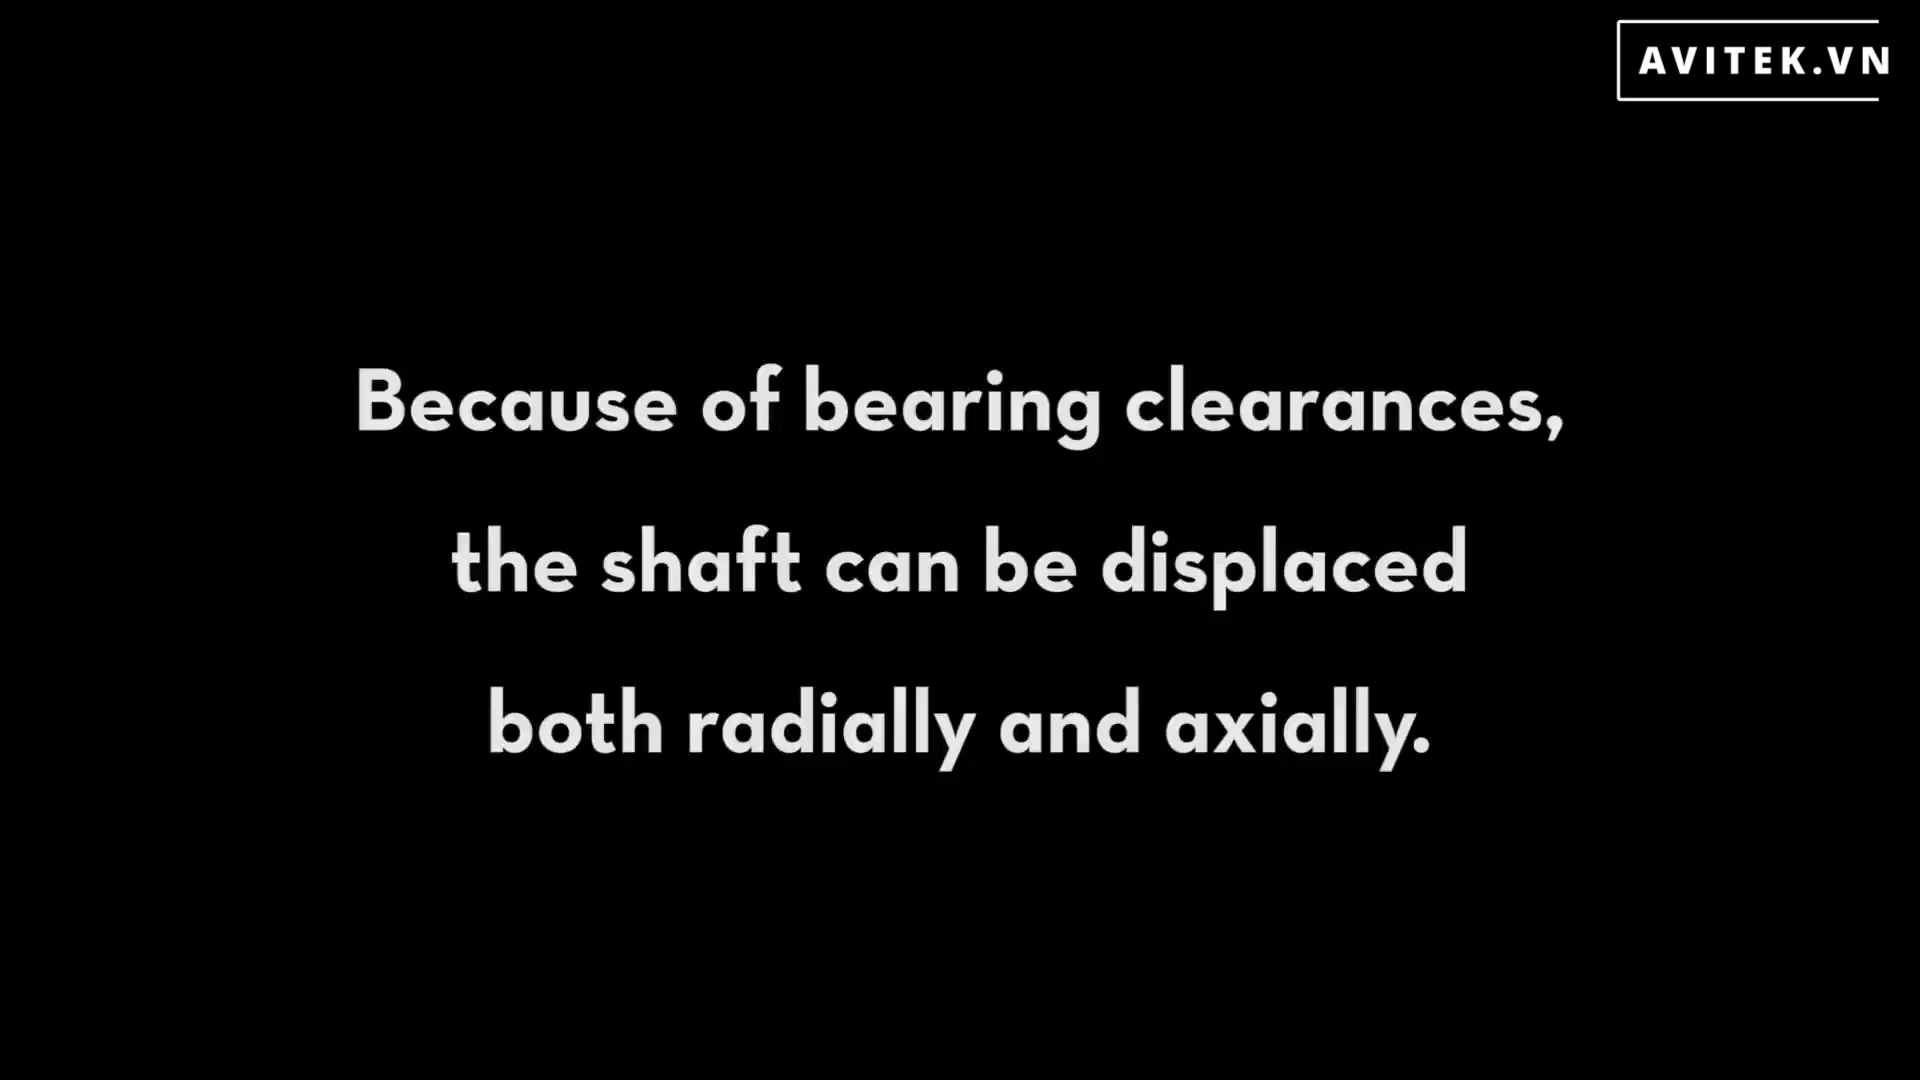 AVITEK.VN
Because of bearing clearances,
the shaft can be displaced
both radially and axially.